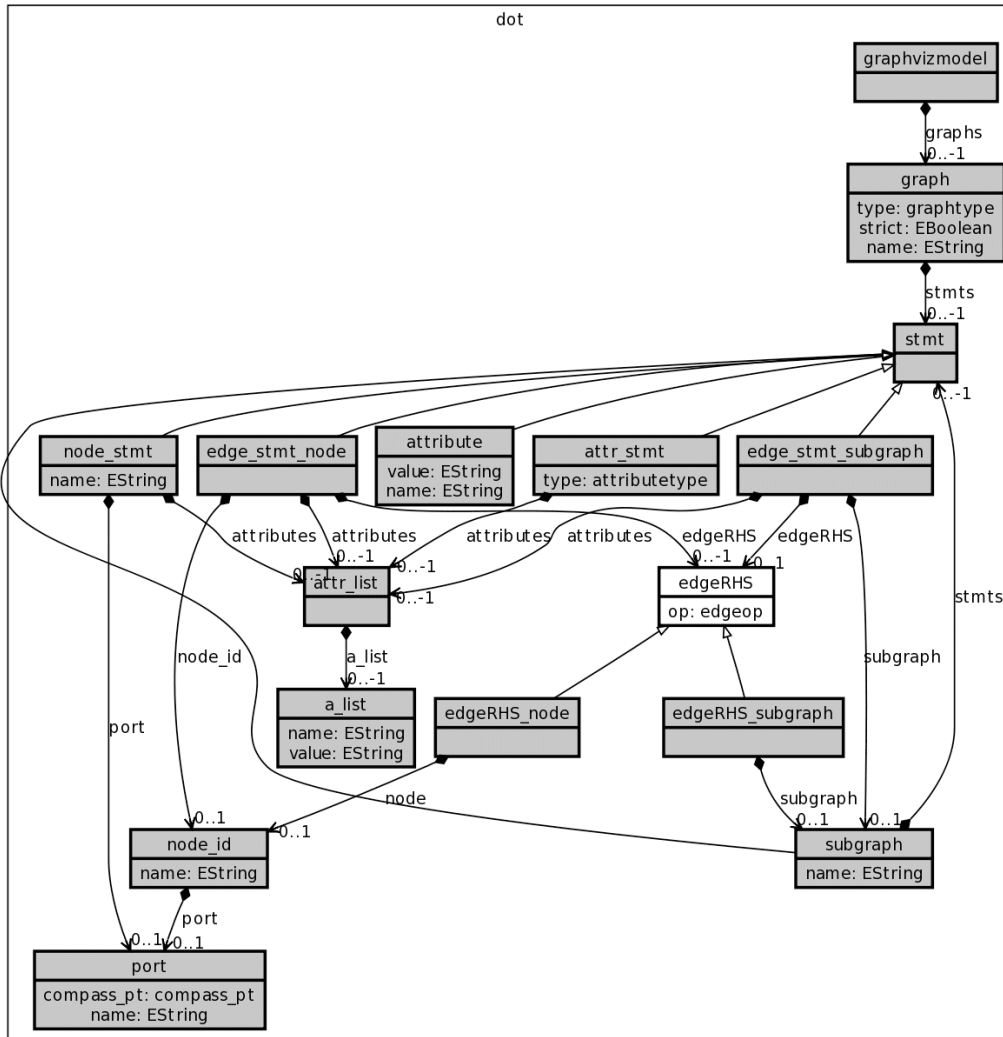 dot
graphvizmodel
graphs
0..-1
graph
type: graphtype
strict: EBoolean
name: EString
stmts
0..-1
stmt
0..-1
node_stmt
name: EString
edge_stmt_node
attribute
value: EString
name: EString
attr_stmt
type: attributetype
edge_stmt_subgraph
attributes
attributes
attributes
attributes
edgeRHS
edgeRHS
0..-1
0..-1
0..-1
0..1
0..-1
attr_list
0..-1
edgeRHS
op: edgeop
stmts
node_id
a_list
0..-1
subgraph
a_list
name: EString
value: EString
edgeRHS_node
edgeRHS_subgraph
port
node
subgraph
0..1
0..1
0..1
0..1
node_id
name: EString
subgraph
name: EString
port
0..1
0..1
port
compass_pt: compass_pt
name: EString